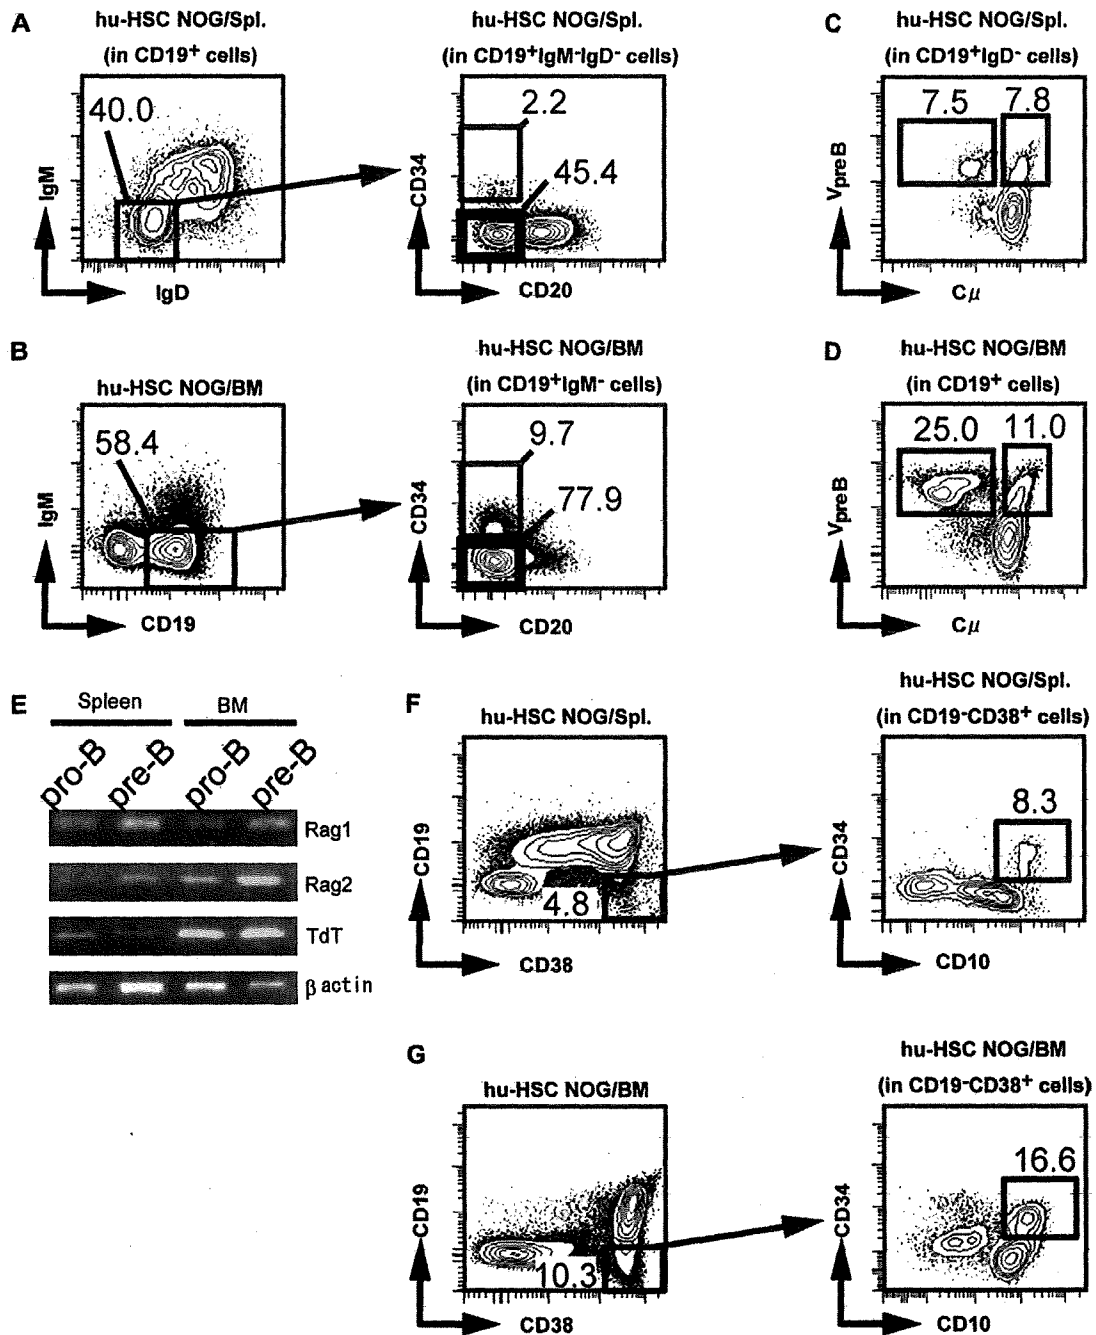 A
hu-HSC NOG/Spl.
(in CD19+ cells)
40.0
IgM
IgD
hu-HSC NOG/Spl.
(in CD19+IgM-IgD- cells)
2.2
45.4
CD34
CD20
C
hu-HSC NOG/Spl.
(in CD19+IgD- cells)
7.5
7.8
VpreB
Cμ
B
hu-HSC NOG/BM
58.4
IgM
CD19
hu-HSC NOG/BM
(in CD19+IgM- cells)
9.7
77.9
CD34
CD20
D
hu-HSC NOG/BM
(in CD19+ cells)
25.0
11.0
VpreB
Cμ
E
Spleen
BM
pro-B
pre-B
pro-B
pre-B
Rag1
Rag2
TdT
β actin
F
hu-HSC NOG/Spl.
4.8
CD19
CD38
hu-HSC NOG/Spl.
(in CD19-CD38+ cells)
8.3
CD34
CD10
G
hu-HSC NOG/BM
10.3
CD19
CD38
hu-HSC NOG/BM
(in CD19-CD38+ cells)
16.6
CD34
CD10